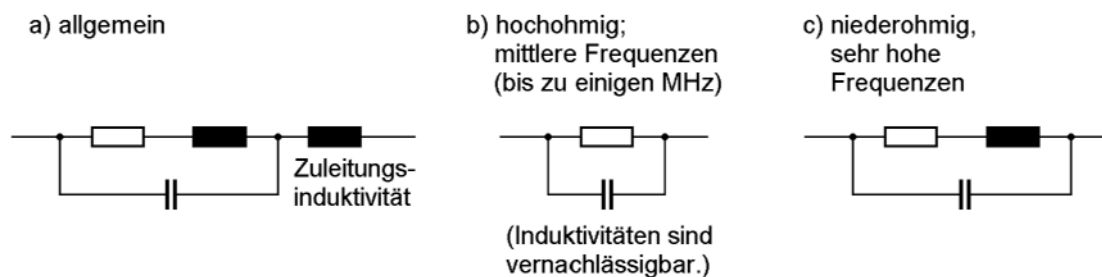 a) allgemein
b) hochohmig;
mittlere Frequenzen
(bis zu einigen MHz)
c) niederohmig,
sehr hohe
Frequenzen
Zuleitungs-
induktivität
(Induktivitäten sind
vernachlässigbar.)